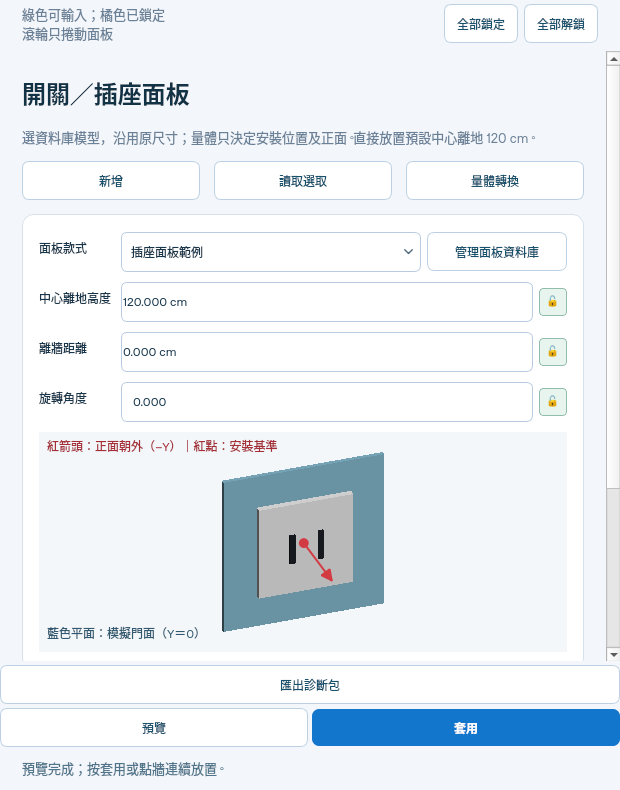 綠色可輸入；橘色已鎖定
滾輪只捲動面板
全部鎖定
全部解鎖
開關／插座面板
選資料庫模型，沿用原尺寸；量體只決定安裝位置及正面。直接放置預設中心離地 120 cm。
新增
讀取選取
量體轉換
面板款式
插座面板範例
管理面板資料庫
中心離地高度
120.000 cm
離牆距離
0.000 cm
旋轉角度
0.000
紅箭頭：正面朝外（−Y）｜紅點：安裝基準
藍色平面：模擬門面（Y＝0）
匯出診斷包
預覽
套用
預覽完成；按套用或點牆連續放置。